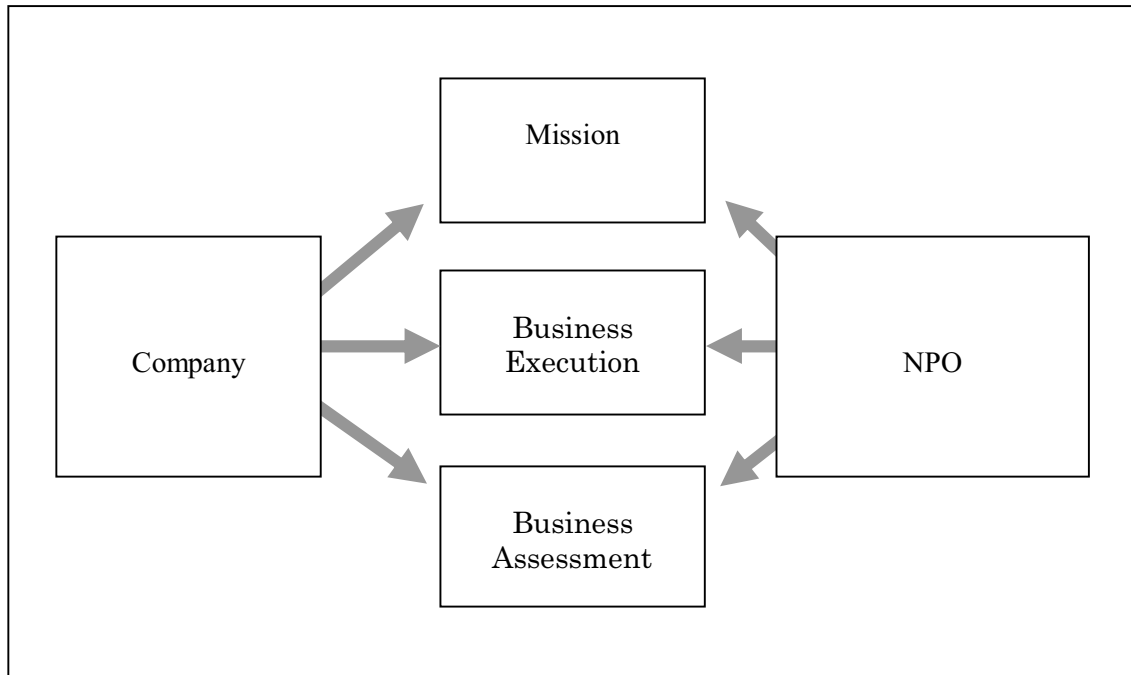 Mission
Company
Business
Execution
NPO
Business
Assessment